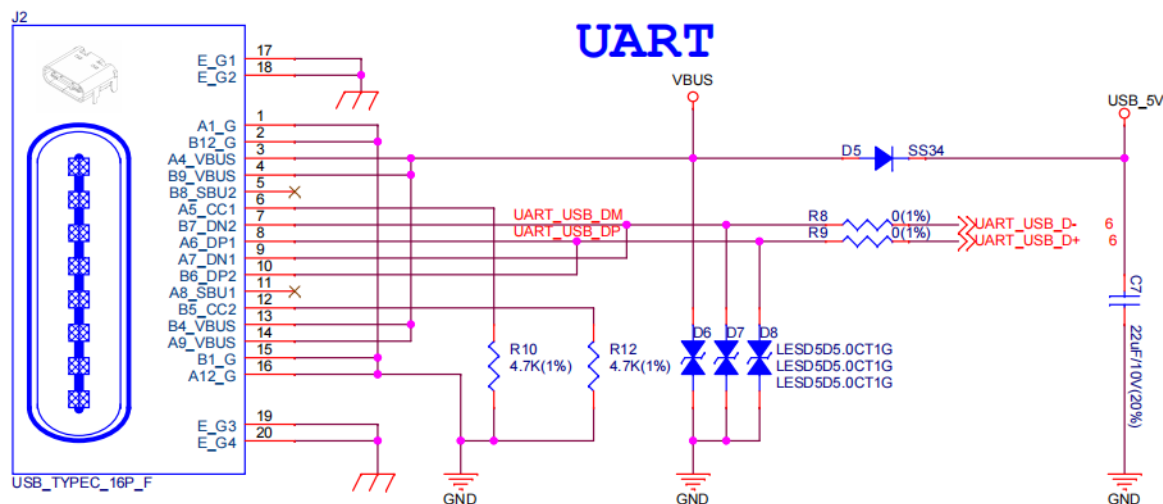 J2
UART
E_G1 17
E_G2 18
VBUS
USB_5V
A1_G 1
B12_G 2
A4_VBUS 3
D5 SS34
B9_VBUS 4
B8_SBU2 5
A5_CC1 6
B7_DN2 7
UART_USB_DM
R8 0(1%)
UART_USB_D- 6
A6_DP1 8
UART_USB_DP
R9 0(1%)
UART_USB_D+ 6
A7_DN1 9
B6_DP2 10
A8_SBU1 11
B5_CC2 12
B4_VBUS 13
A9_VBUS 14
B1_G 15
A12_G 16
R10
4.7K(1%)
R12
4.7K(1%)
D6 D7 D8
LESD5D5.0CT1G
LESD5D5.0CT1G
LESD5D5.0CT1G
C7
22uF/10V(20%)
E_G3 19
E_G4 20
USB_TYPEC_16P_F
GND
GND
GND